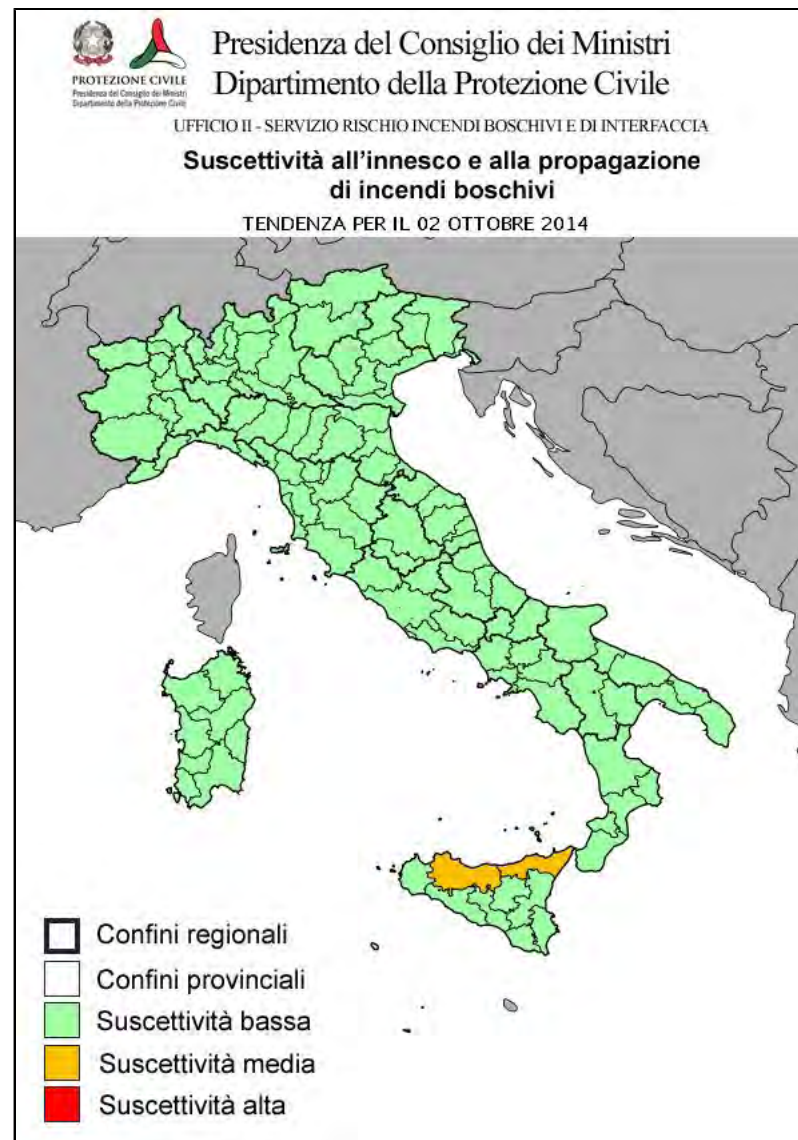 Presidenza del Consiglio dei Ministri
Dipartimento della Protezione Civile
PROTEZIONE CIVILE
Presidenza del Consiglio dei Ministri
Dipartimento della Protezione Civile
UFFICIO II - SERVIZIO RISCHIO INCENDI BOSCHIVI E DI INTERFACCIA
Suscettività all'innesco e alla propagazione
di incendi boschivi
TENDENZA PER IL 02 OTTOBRE 2014
Confini regionali
Confini provinciali
Suscettività bassa
Suscettività media
Suscettività alta